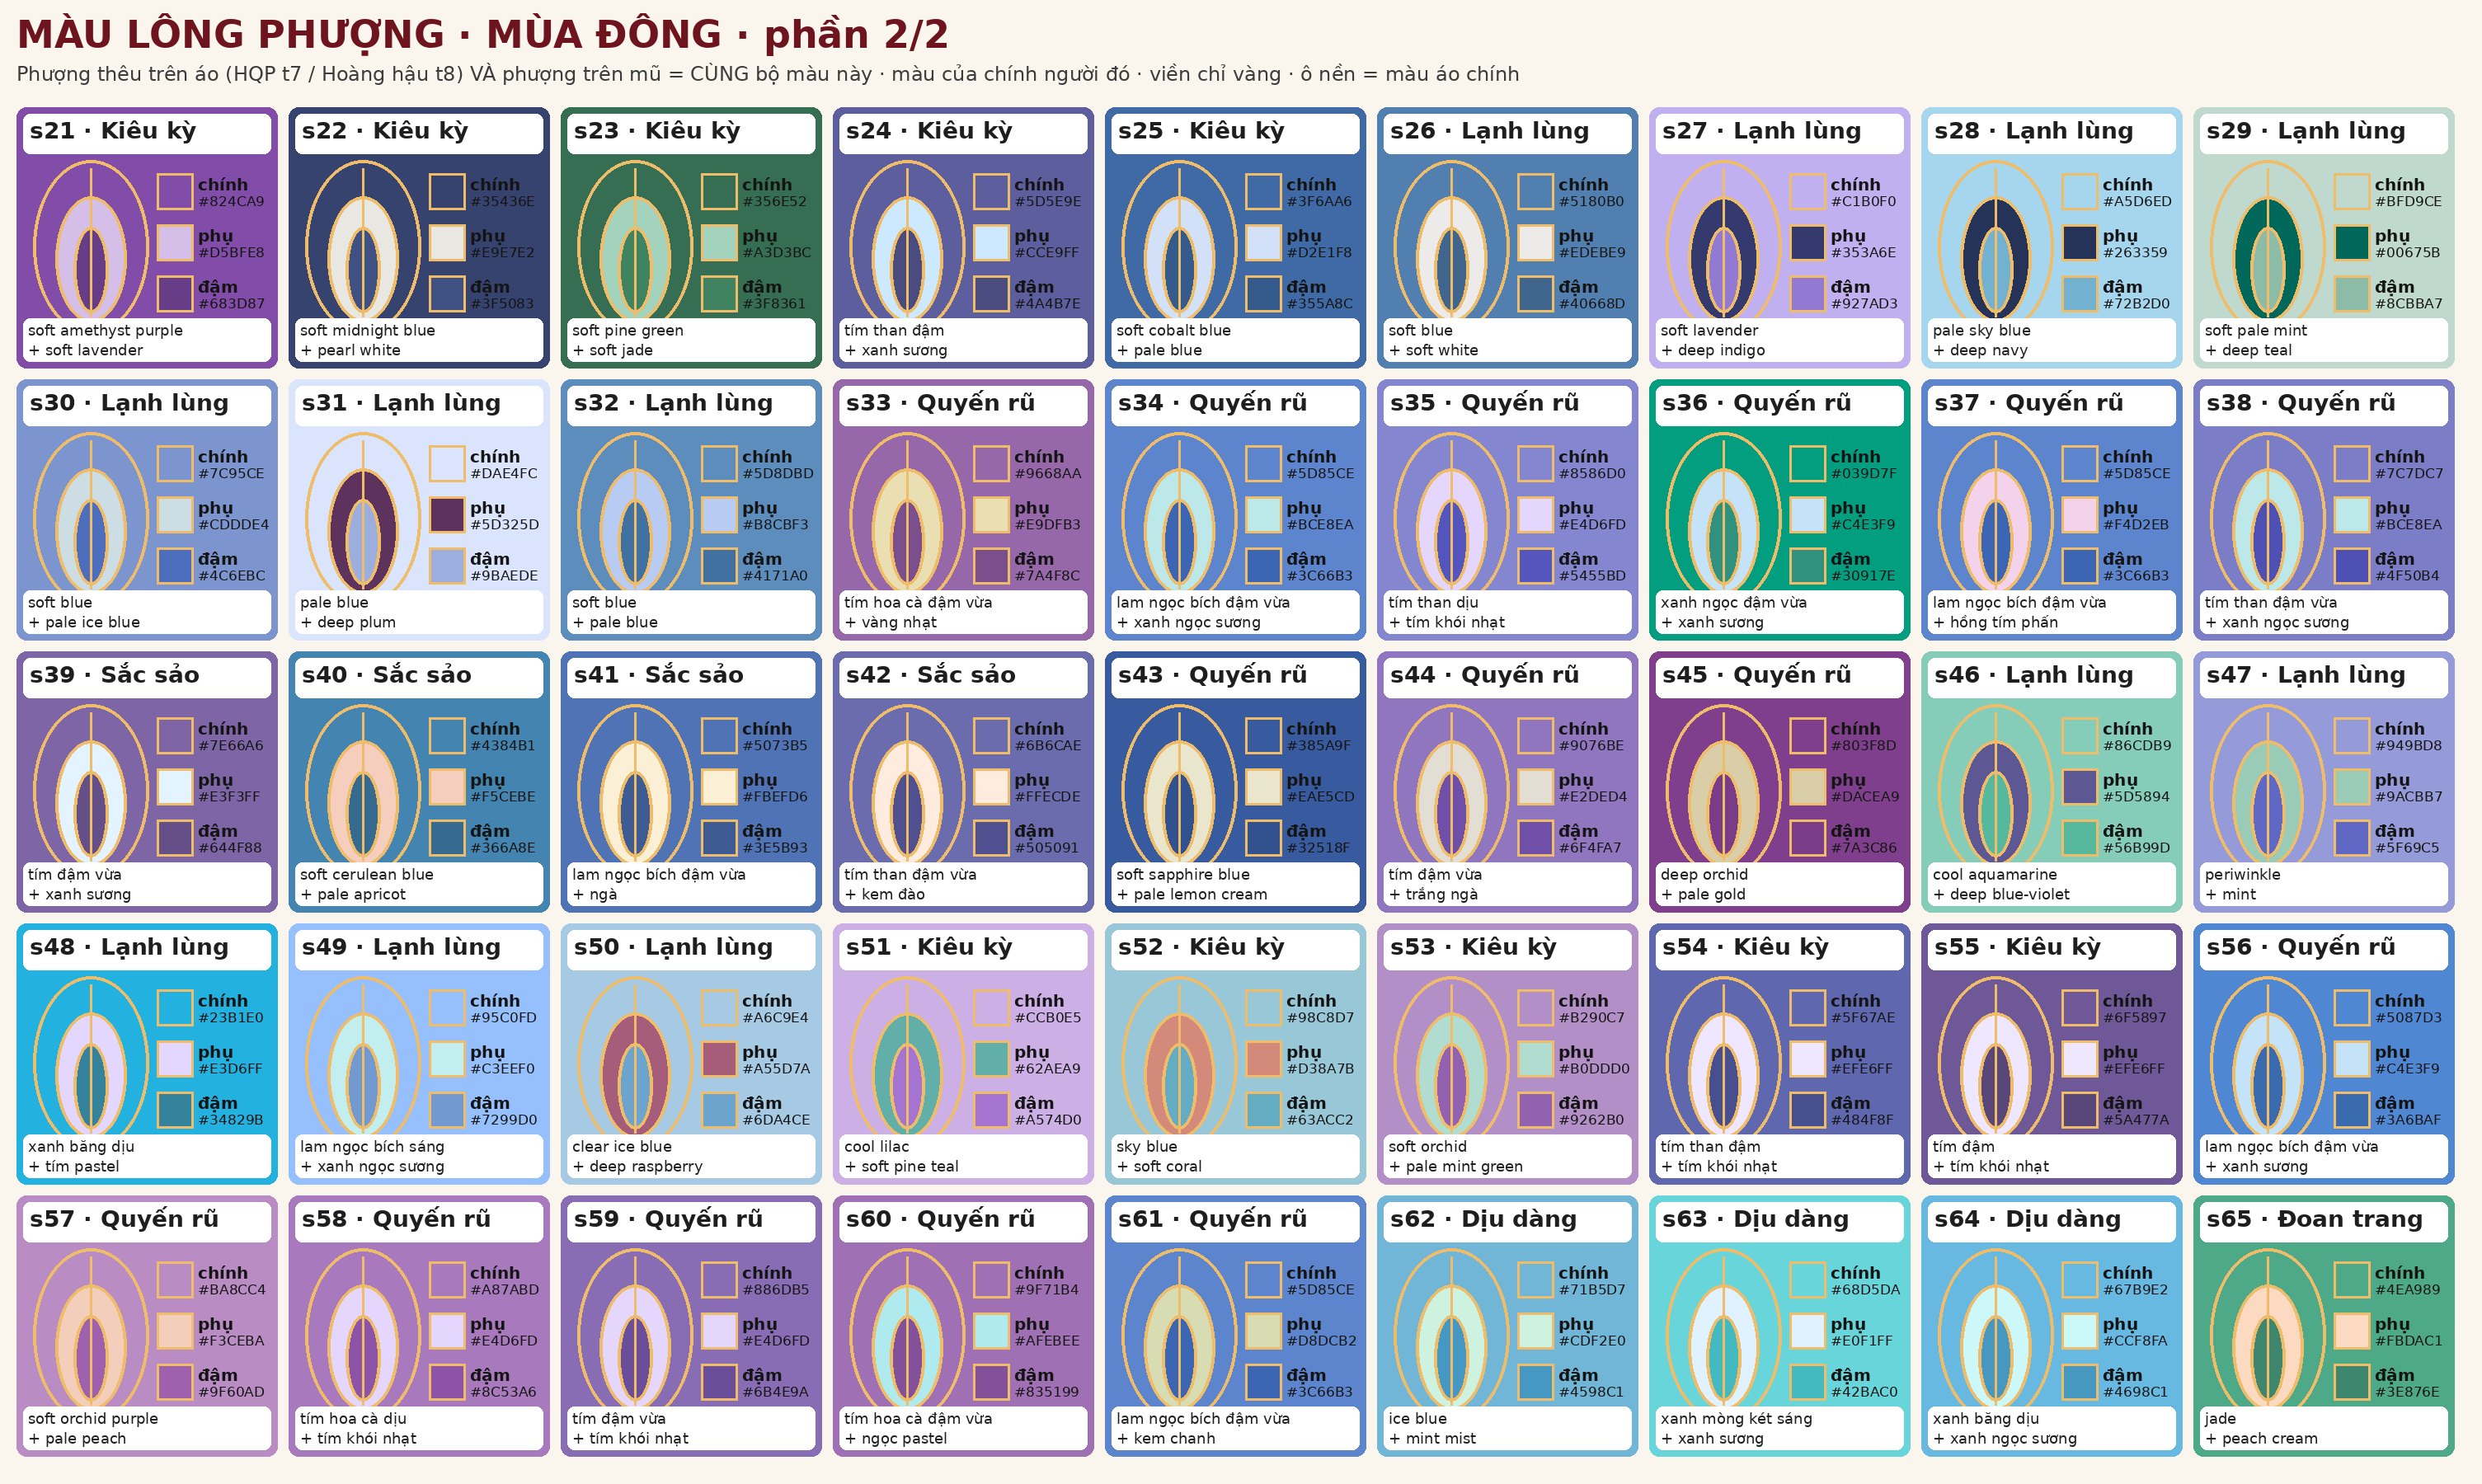 MÀU LÔNG PHƯỢNG · MÙA ĐÔNG · phần 2/2
Phượng thêu trên áo (HQP t7 / Hoàng hậu t8) VÀ phượng trên mũ = CÙNG bộ màu này · màu của chính người đó · viền chỉ vàng · ô nền = màu áo chính
s21 · Kiêu kỳ
chính
#824CA9
phụ
#D5BFE8
đậm
#683D87
soft amethyst purple
+ soft lavender
s22 · Kiêu kỳ
chính
#35436E
phụ
#E9E7E2
đậm
#3F5083
soft midnight blue
+ pearl white
s23 · Kiêu kỳ
chính
#356E52
phụ
#A3D3BC
đậm
#3F8361
soft pine green
+ soft jade
s24 · Kiêu kỳ
chính
#5D5E9E
phụ
#CCE9FF
đậm
#4A4B7E
tím than đậm
+ xanh sương
s25 · Kiêu kỳ
chính
#3F6AA6
phụ
#D2E1F8
đậm
#355A8C
soft cobalt blue
+ pale blue
s26 · Lạnh lùng
chính
#5180B0
phụ
#EDEBE9
đậm
#40668D
soft blue
+ soft white
s27 · Lạnh lùng
chính
#C1B0F0
phụ
#353A6E
đậm
#927AD3
soft lavender
+ deep indigo
s28 · Lạnh lùng
chính
#A5D6ED
phụ
#263359
đậm
#72B2D0
pale sky blue
+ deep navy
s29 · Lạnh lùng
chính
#BFD9CE
phụ
#00675B
đậm
#8CBBA7
soft pale mint
+ deep teal
s30 · Lạnh lùng
chính
#7C95CE
phụ
#CDDDE4
đậm
#4C6EBC
soft blue
+ pale ice blue
s31 · Lạnh lùng
chính
#DAE4FC
phụ
#5D325D
đậm
#9BAEDE
pale blue
+ deep plum
s32 · Lạnh lùng
chính
#5D8DBD
phụ
#B8CBF3
đậm
#4171A0
soft blue
+ pale blue
s33 · Quyến rũ
chính
#9668AA
phụ
#E9DFB3
đậm
#7A4F8C
tím hoa cà đậm vừa
+ vàng nhạt
s34 · Quyến rũ
chính
#5D85CE
phụ
#BCE8EA
đậm
#3C66B3
lam ngọc bích đậm vừa
+ xanh ngọc sương
s35 · Quyến rũ
chính
#8586D0
phụ
#E4D6FD
đậm
#5455BD
tím than dịu
+ tím khói nhạt
s36 · Quyến rũ
chính
#039D7F
phụ
#C4E3F9
đậm
#30917E
xanh ngọc đậm vừa
+ xanh sương
s37 · Quyến rũ
chính
#5D85CE
phụ
#F4D2EB
đậm
#3C66B3
lam ngọc bích đậm vừa
+ hồng tím phấn
s38 · Quyến rũ
chính
#7C7DC7
phụ
#BCE8EA
đậm
#4F50B4
tím than đậm vừa
+ xanh ngọc sương
s39 · Sắc sảo
chính
#7E66A6
phụ
#E3F3FF
đậm
#644F88
tím đậm vừa
+ xanh sương
s40 · Sắc sảo
chính
#4384B1
phụ
#F5CEBE
đậm
#366A8E
soft cerulean blue
+ pale apricot
s41 · Sắc sảo
chính
#5073B5
phụ
#FBEFD6
đậm
#3E5B93
lam ngọc bích đậm vừa
+ ngà
s42 · Sắc sảo
chính
#6B6CAE
phụ
#FFECDE
đậm
#505091
tím than đậm vừa
+ kem đào
s43 · Quyến rũ
chính
#385A9F
phụ
#EAE5CD
đậm
#32518F
soft sapphire blue
+ pale lemon cream
s44 · Quyến rũ
chính
#9076BE
phụ
#E2DED4
đậm
#6F4FA7
tím đậm vừa
+ trắng ngà
s45 · Quyến rũ
chính
#803F8D
phụ
#DACEA9
đậm
#7A3C86
deep orchid
+ pale gold
s46 · Lạnh lùng
chính
#86CDB9
phụ
#5D5894
đậm
#56B99D
cool aquamarine
+ deep blue-violet
s47 · Lạnh lùng
chính
#949BD8
phụ
#9ACBB7
đậm
#5F69C5
periwinkle
+ mint
s48 · Lạnh lùng
chính
#23B1E0
phụ
#E3D6FF
đậm
#34829B
xanh băng dịu
+ tím pastel
s49 · Lạnh lùng
chính
#95C0FD
phụ
#C3EEF0
đậm
#7299D0
lam ngọc bích sáng
+ xanh ngọc sương
s50 · Lạnh lùng
chính
#A6C9E4
phụ
#A55D7A
đậm
#6DA4CE
clear ice blue
+ deep raspberry
s51 · Kiêu kỳ
chính
#CCB0E5
phụ
#62AEA9
đậm
#A574D0
cool lilac
+ soft pine teal
s52 · Kiêu kỳ
chính
#98C8D7
phụ
#D38A7B
đậm
#63ACC2
sky blue
+ soft coral
s53 · Kiêu kỳ
chính
#B290C7
phụ
#B0DDD0
đậm
#9262B0
soft orchid
+ pale mint green
s54 · Kiêu kỳ
chính
#5F67AE
phụ
#EFE6FF
đậm
#484F8F
tím than đậm
+ tím khói nhạt
s55 · Kiêu kỳ
chính
#6F5897
phụ
#EFE6FF
đậm
#5A477A
tím đậm
+ tím khói nhạt
s56 · Quyến rũ
chính
#5087D3
phụ
#C4E3F9
đậm
#3A6BAF
lam ngọc bích đậm vừa
+ xanh sương
s57 · Quyến rũ
chính
#BA8CC4
phụ
#F3CEBA
đậm
#9F60AD
soft orchid purple
+ pale peach
s58 · Quyến rũ
chính
#A87ABD
phụ
#E4D6FD
đậm
#8C53A6
tím hoa cà dịu
+ tím khói nhạt
s59 · Quyến rũ
chính
#886DB5
phụ
#E4D6FD
đậm
#6B4E9A
tím đậm vừa
+ tím khói nhạt
s60 · Quyến rũ
chính
#9F71B4
phụ
#AFEBEE
đậm
#835199
tím hoa cà đậm vừa
+ ngọc pastel
s61 · Quyến rũ
chính
#5D85CE
phụ
#D8DCB2
đậm
#3C66B3
lam ngọc bích đậm vừa
+ kem chanh
s62 · Dịu dàng
chính
#71B5D7
phụ
#CDF2E0
đậm
#4598C1
ice blue
+ mint mist
s63 · Dịu dàng
chính
#68D5DA
phụ
#E0F1FF
đậm
#42BAC0
xanh mòng két sáng
+ xanh sương
s64 · Dịu dàng
chính
#67B9E2
phụ
#CCF8FA
đậm
#4698C1
xanh băng dịu
+ xanh ngọc sương
s65 · Đoan trang
chính
#4EA989
phụ
#FBDAC1
đậm
#3E876E
jade
+ peach cream